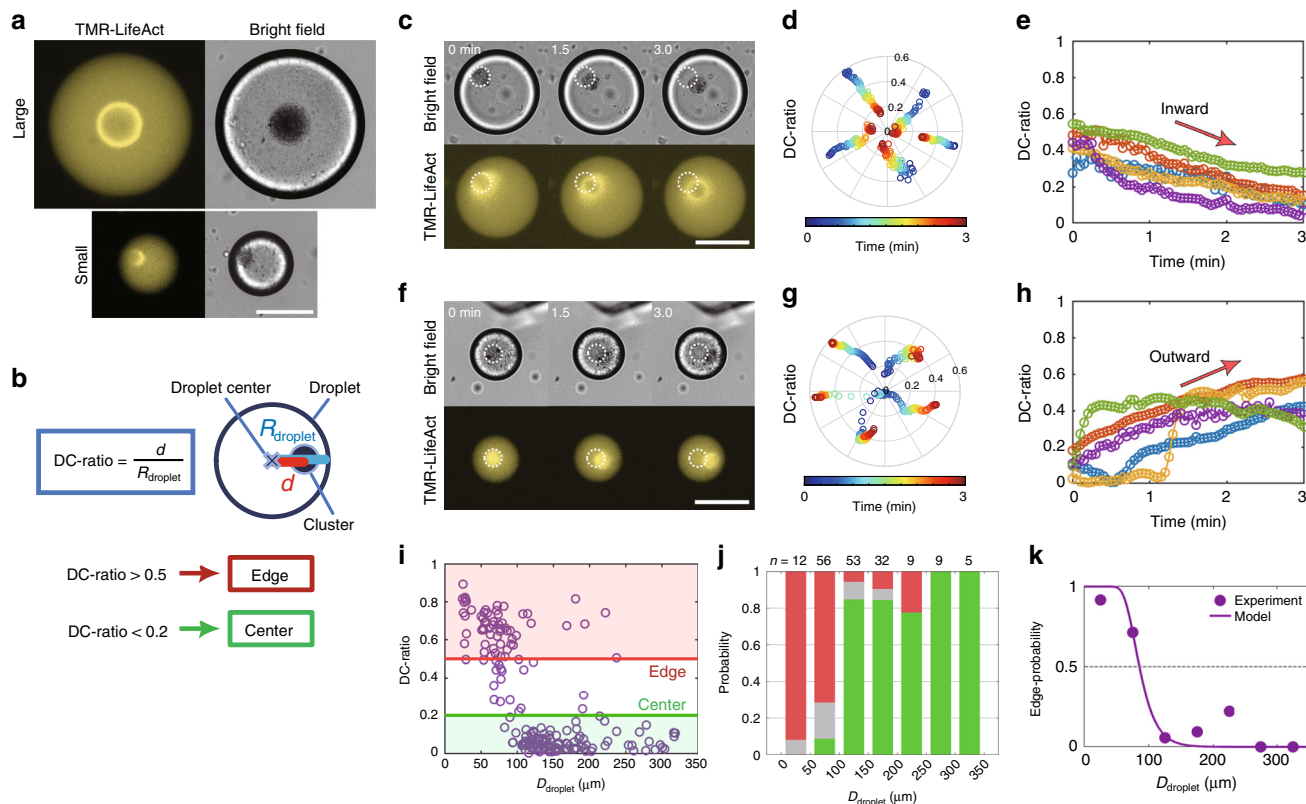 a
TMR-LifeAct
Bright field
Large
Small
b
Droplet center
Droplet
DC-ratio = d / R_droplet
R_droplet
d
Cluster
DC-ratio > 0.5
Edge
DC-ratio < 0.2
Center
c
0 min
1.5
3.0
Bright field
TMR-LifeAct
d
0.6
0.4
0.2
0
DC-ratio
0
3
Time (min)
e
1
0.8
0.6
0.4
0.2
0
DC-ratio
Inward
0
1
2
3
Time (min)
f
0 min
1.5
3.0
Bright field
TMR-LifeAct
g
DC-ratio
0
0.2
0.4
0.6
0
3
Time (min)
h
1
0.8
0.6
0.4
0.2
0
DC-ratio
Outward
0
1
2
3
Time (min)
i
1
0.8
0.6
0.4
0.2
0
DC-ratio
Edge
Center
0
50
100
150
200
250
300
350
D_droplet (μm)
j
n = 12
56
53
32
9
9
5
1
0.8
0.6
0.4
0.2
0
Probability
0
50
100
150
200
250
300
350
D_droplet (μm)
k
1
0.5
0
Edge-probability
Experiment
Model
0
50
100
150
200
250
300
D_droplet (μm)